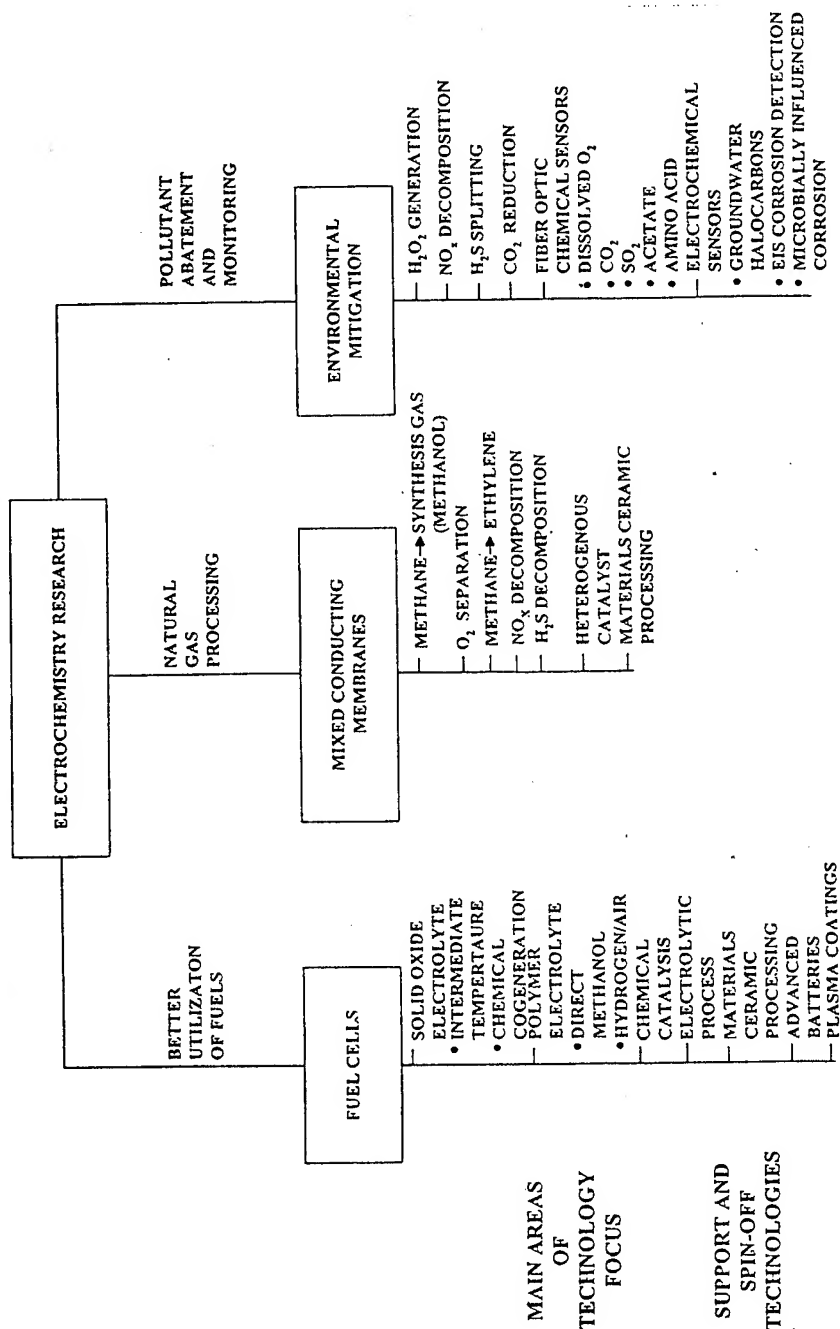 ELECTROCHEMISTRY RESEARCH
BETTER
UTILIZATON
OF FUELS
NATURAL
GAS
PROCESSING
POLLUTANT
ABATEMENT
AND
MONITORING
FUEL CELLS
MIXED CONDUCTING
MEMBRANES
ENVIRONMENTAL
MITIGATION
MAIN AREAS
OF
TECHNOLOGY
FOCUS
SUPPORT AND
SPIN-OFF
TECHNOLOGIES
SOLID OXIDE
ELECTROLYTE
• INTERMEDIATE
TEMPERTAURE
• CHEMICAL
COGENERATION
POLYMER
ELECTROLYTE
• DIRECT
METHANOL
• HYDROGEN/AIR
CHEMICAL
CATALYSIS
ELECTROLYTIC
PROCESS
MATERIALS
CERAMIC
PROCESSING
ADVANCED
BATTERIES
PLASMA COATINGS
METHANE→SYNTHESIS GAS
(METHANOL)
O₂ SEPARATION
METHANE→ ETHYLENE
NOₓ DECOMPOSITION
H₂S DECOMPOSITION
HETEROGENOUS
CATALYST
MATERIALS CERAMIC
PROCESSING
H₂O₂ GENERATION
NOₓ DECOMPOSITION
H₂S SPLITTING
CO₂ REDUCTION
FIBER OPTIC
CHEMICAL SENSORS
• DISSOLVED O₂
• CO₂
• SO₂
• ACETATE
• AMINO ACID
ELECTROCHEMICAL
SENSORS
• GROUNDWATER
HALOCARBONS
• EIS CORROSION DETECTION
• MICROBIALLY INFLUENCED
CORROSION